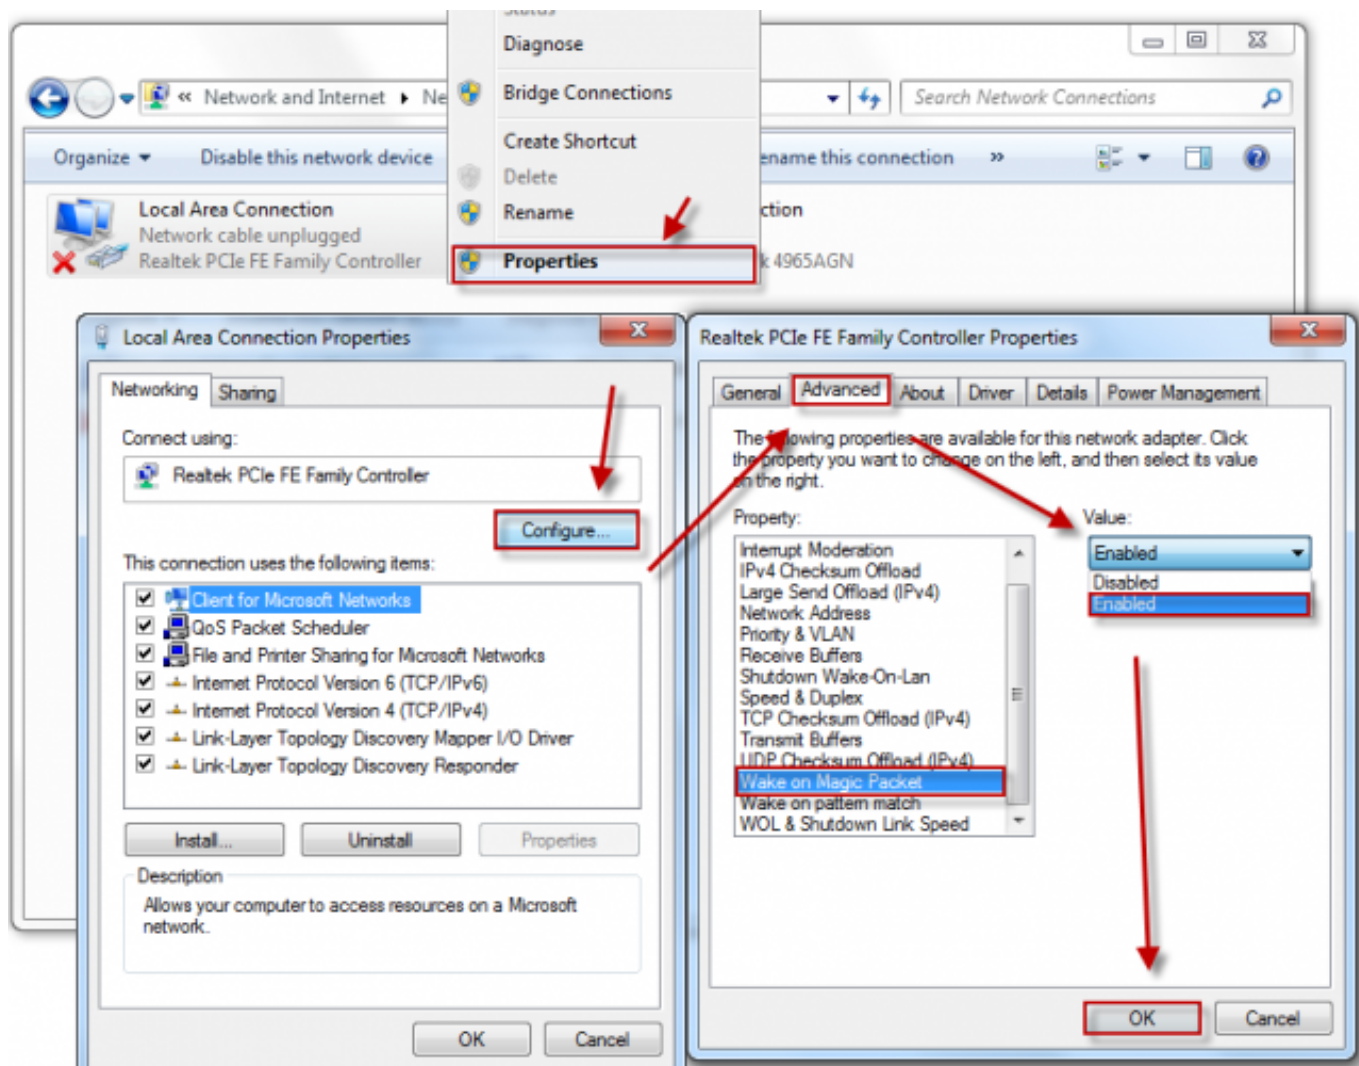 Status
Diagnose
Bridge Connections
Create Shortcut
Delete
Rename
Properties
« Network and Internet ▸ Ne
Search Network Connections
Organize
Disable this network device
ename this connection
»
Local Area Connection
Network cable unplugged
Realtek PCIe FE Family Controller
ction
k 4965AGN
Local Area Connection Properties
Networking
Sharing
Connect using:
Realtek PCIe FE Family Controller
Configure...
This connection uses the following items:
Client for Microsoft Networks
QoS Packet Scheduler
File and Printer Sharing for Microsoft Networks
Internet Protocol Version 6 (TCP/IPv6)
Internet Protocol Version 4 (TCP/IPv4)
Link-Layer Topology Discovery Mapper I/O Driver
Link-Layer Topology Discovery Responder
Install...
Uninstall
Properties
Description
Allows your computer to access resources on a Microsoft
network.
OK
Cancel
Realtek PCIe FE Family Controller Properties
General
Advanced
About
Driver
Details
Power Management
The following properties are available for this network adapter. Click
the property you want to change on the left, and then select its value
on the right.
Property:
Interrupt Moderation
IPv4 Checksum Offload
Large Send Offload (IPv4)
Network Address
Priority & VLAN
Receive Buffers
Shutdown Wake-On-Lan
Speed & Duplex
TCP Checksum Offload (IPv4)
Transmit Buffers
UDP Checksum Offload (IPv4)
Wake on Magic Packet
Wake on pattern match
WOL & Shutdown Link Speed
Value:
Enabled
Disabled
Enabled
OK
Cancel